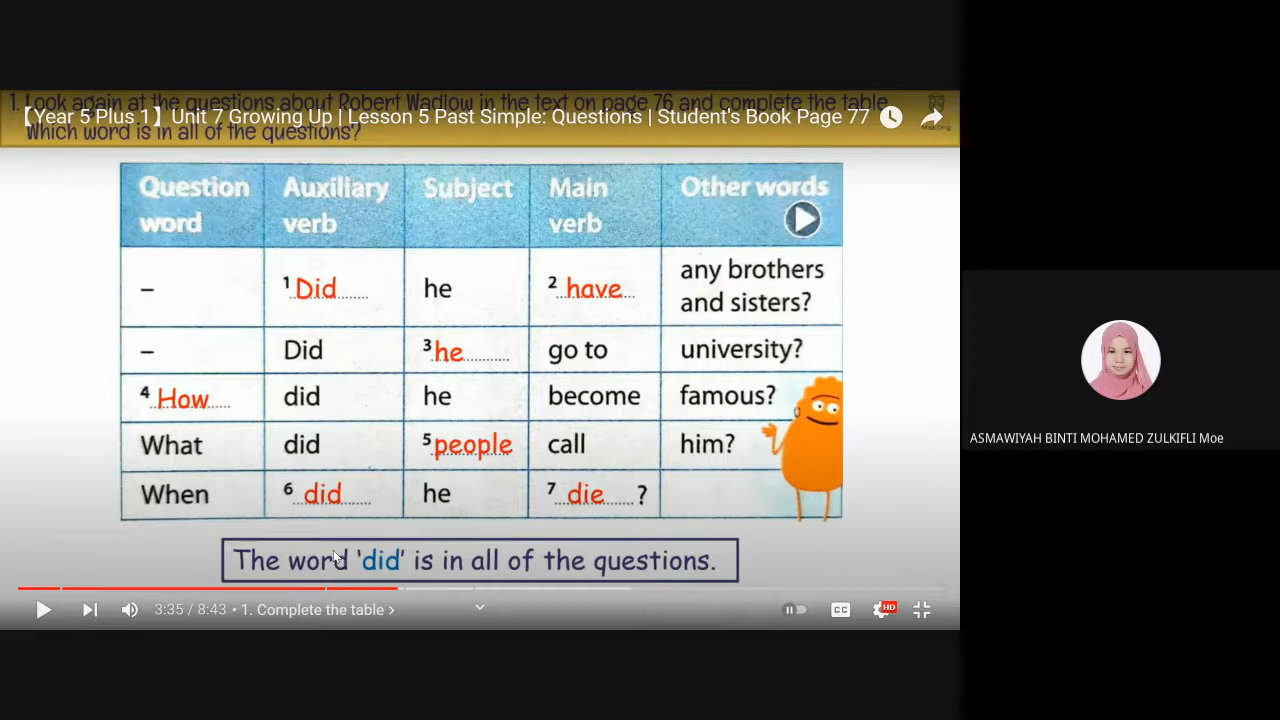 1. Look again at the questions about Robert Wadlow in the text on page 76 and complete the table.
【Year 5 Plus 1】Unit 7 Growing Up | Lesson 5 Past Simple: Questions | Student's Book Page 77
Which word is in all of the questions?
Question word Auxiliary verb Subject Main verb Other words
– 1 Did he 2 have any brothers and sisters?
– Did 3 he go to university?
4 How did he become famous?
What did 5 people call him?
When 6 did he 7 die ?
The word 'did' is in all of the questions.
3:35 / 8:43 • 1. Complete the table >
CC
HD
ASMAWIYAH BINTI MOHAMED ZULKIFLI Moe